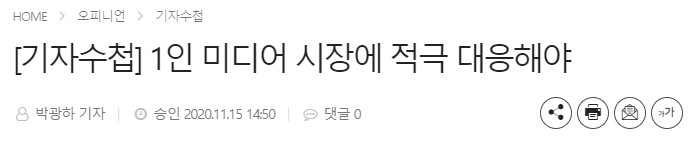 HOME > 오피니언 > 기자수첩
[기자수첩] 1인 미디어 시장에 적극 대응해야
박광하 기자 | 승인 2020.11.15 14:50 | 댓글 0 가가